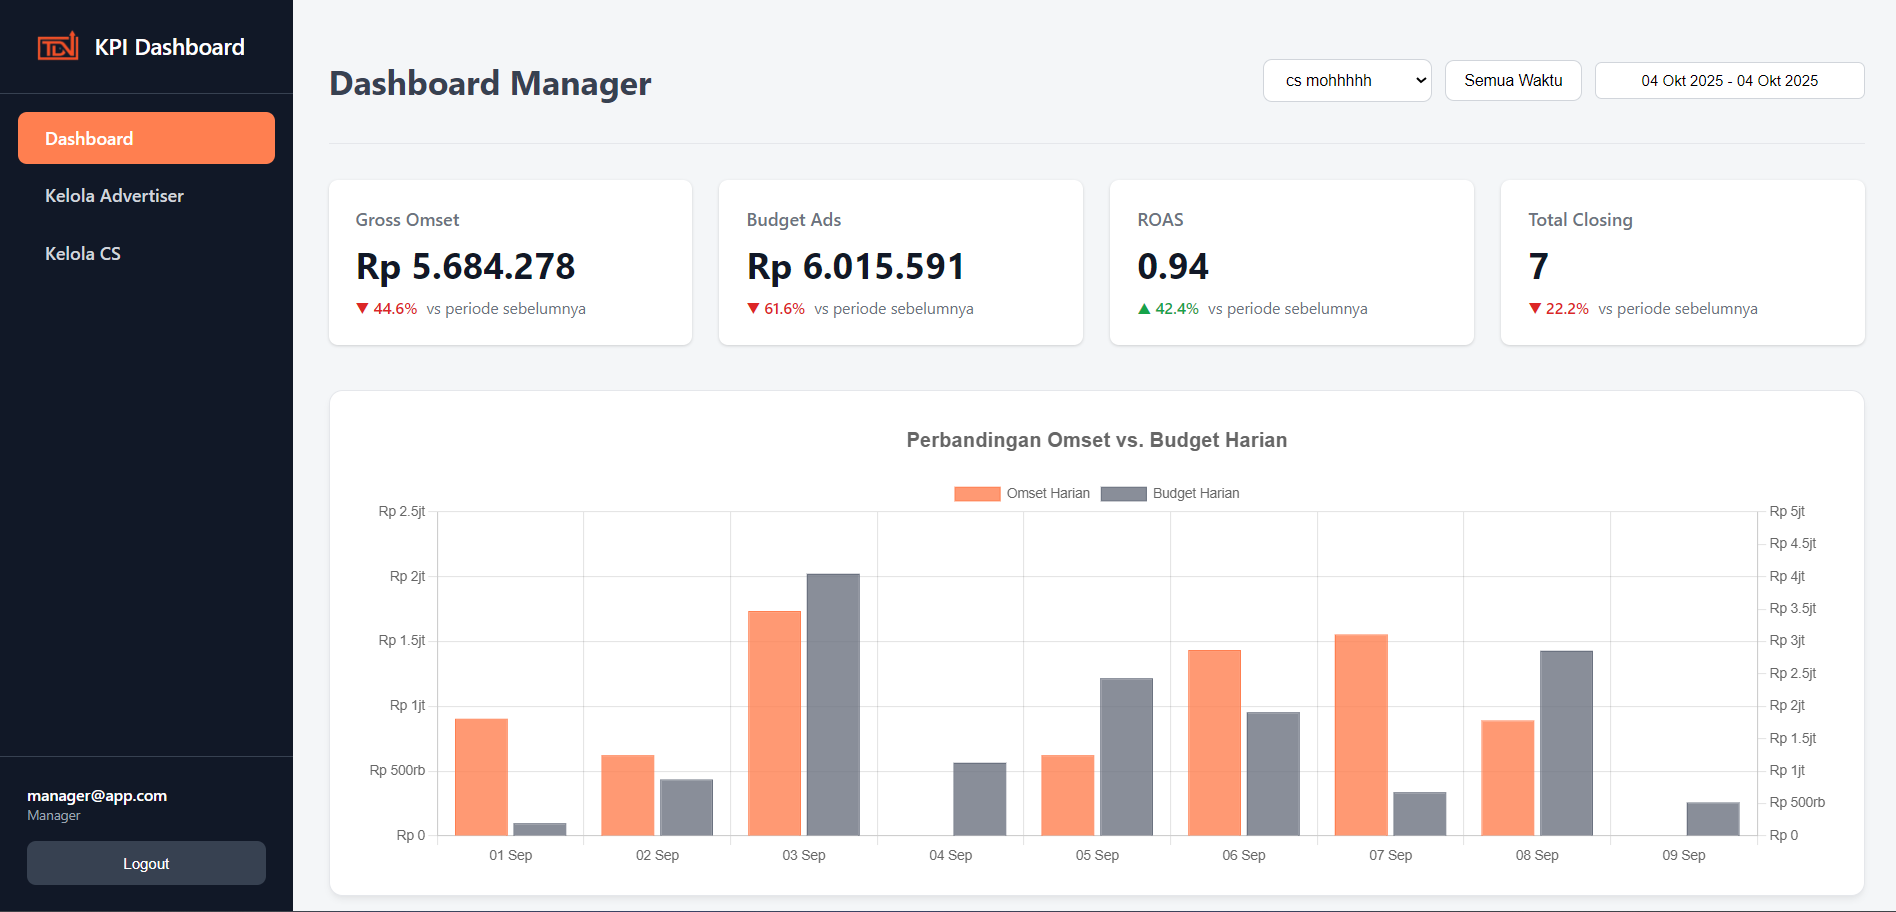 TDV KPI Dashboard
Dashboard
Kelola Advertiser
Kelola CS
manager@app.com
Manager
Logout
Dashboard Manager
cs mohhhhh
Semua Waktu
04 Okt 2025 - 04 Okt 2025
Gross Omset
Rp 5.684.278
▼ 44.6% vs periode sebelumnya
Budget Ads
Rp 6.015.591
▼ 61.6% vs periode sebelumnya
ROAS
0.94
▲ 42.4% vs periode sebelumnya
Total Closing
7
▼ 22.2% vs periode sebelumnya
Perbandingan Omset vs. Budget Harian
Omset Harian Budget Harian
Rp 2.5jt
Rp 2jt
Rp 1.5jt
Rp 1jt
Rp 500rb
Rp 0
Rp 5jt
Rp 4.5jt
Rp 4jt
Rp 3.5jt
Rp 3jt
Rp 2.5jt
Rp 2jt
Rp 1.5jt
Rp 1jt
Rp 500rb
Rp 0
01 Sep 02 Sep 03 Sep 04 Sep 05 Sep 06 Sep 07 Sep 08 Sep 09 Sep